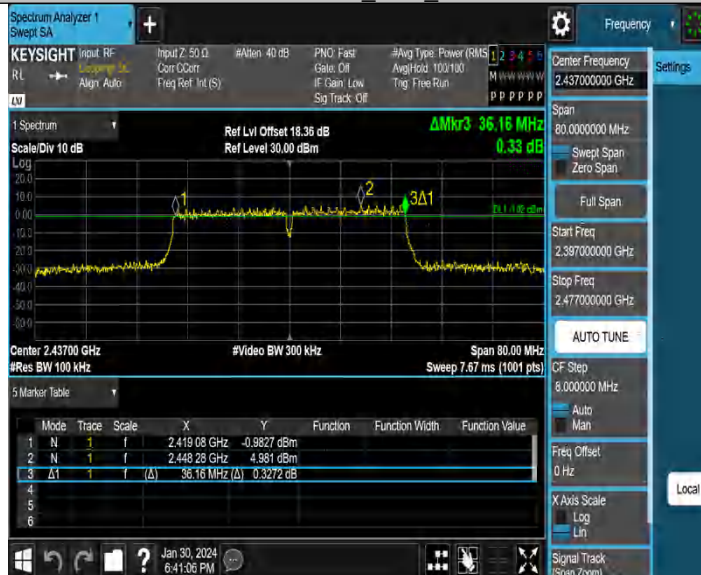 Spectrum Analyzer 1
Swept SA
+
Frequency
KEYSIGHT Input: RF
Input Z: 50 Ω
#Atten: 40 dB
PNO: Fast
#Avg Type: Power (RMS
1 2 3 4 5 6
RL
Align: Auto
Corr CCorr
Freq Ref: Int (S)
Gate: Off
IF Gain: Low
Sig Track: Off
Avg|Hold: 100/100
Trig: Free Run
M W W W W W
P P P P P P
LXI
1 Spectrum
Scale/Div 10 dB
Ref Lvl Offset 18.36 dB
Ref Level 30.00 dBm
ΔMkr3 36.16 MHz
0.33 dB
Log
20.0
10.0
0.00
-10.0
-20.0
-30.0
-40.0
-50.0
-60.0
1
2
3Δ1
DL1 -1.02 dBm
Center 2.43700 GHz
#Res BW 100 kHz
#Video BW 300 kHz
Span 80.00 MHz
Sweep 7.67 ms (1001 pts)
5 Marker Table
Mode Trace Scale X Y Function Function Width Function Value
1 N 1 f 2.419 08 GHz -0.9827 dBm
2 N 1 f 2.448 28 GHz 4.981 dBm
3 Δ1 1 f (Δ) 36.16 MHz (Δ) 0.3272 dB
4
5
6
Center Frequency
2.437000000 GHz
Settings
Span
80.0000000 MHz
Swept Span
Zero Span
Full Span
Start Freq
2.397000000 GHz
Stop Freq
2.477000000 GHz
AUTO TUNE
CF Step
8.000000 MHz
Auto
Man
Freq Offset
0 Hz
X Axis Scale
Log
Lin
Signal Track
(Span Zoom)
Local
?
Jan 30, 2024
6:41:06 PM